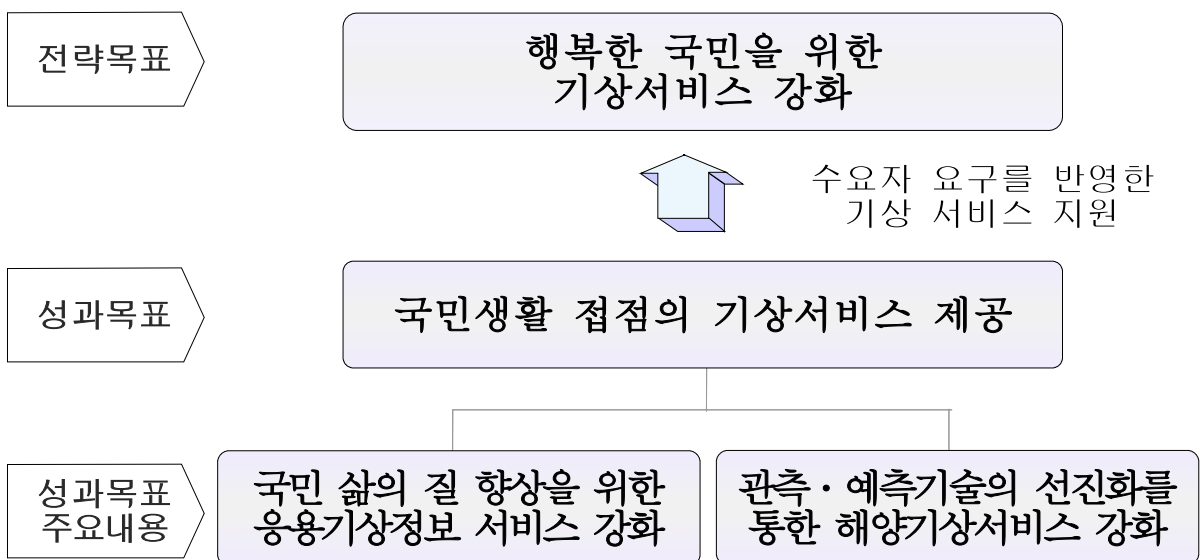 전략목표
행복한 국민을 위한
기상서비스 강화
수요자 요구를 반영한
기상 서비스 지원
성과목표
국민생활 접점의 기상서비스 제공
성과목표
주요내용
국민 삶의 질 향상을 위한
응용기상정보 서비스 강화
관측·예측기술의 선진화를
통한 해양기상서비스 강화